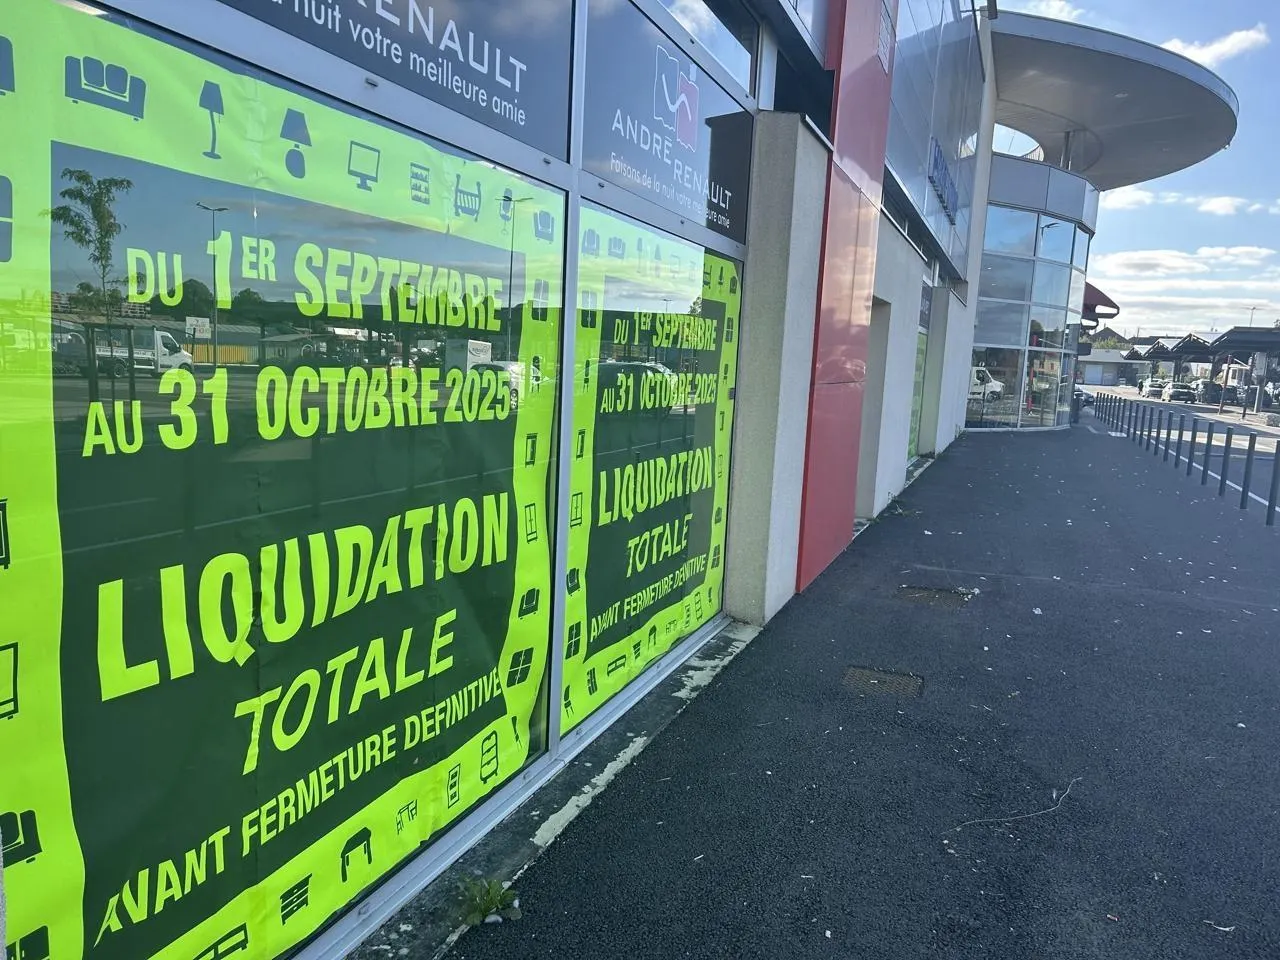 RENAULT
nuit votre meilleure amie
ANDRÉ RENAULT
Faisons de la nuit votre meilleure amie
DU 1ER SEPTEMBRE
AU 31 OCTOBRE 2025
LIQUIDATION
TOTALE
AVANT FERMETURE DEFINITIVE
DU 1ER SEPTEMBRE
AU 31 OCTOBRE 2025
LIQUIDATION
TOTALE
AVANT FERMETURE DEFINITIVE